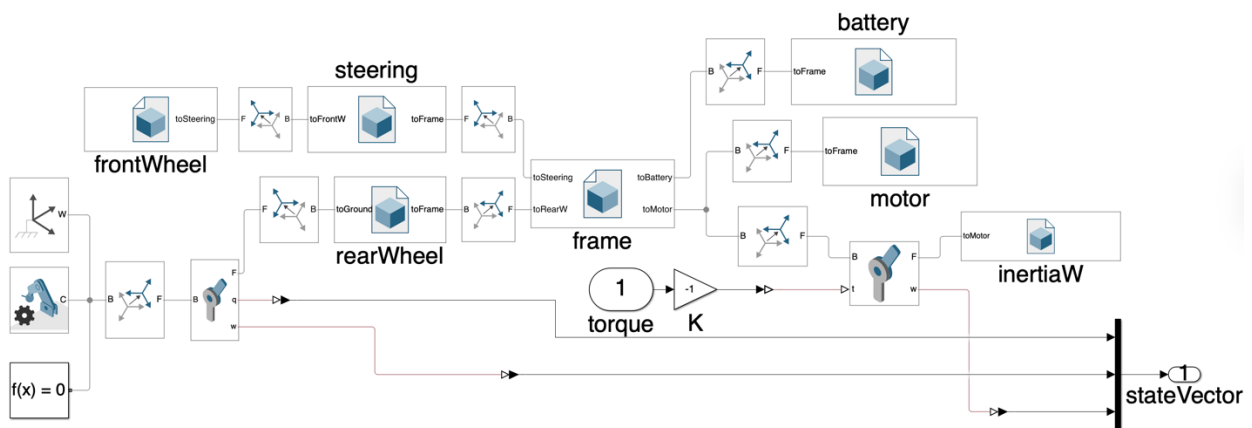 battery
B F toFrame
steering
toSteering F B toFrontW toFrame F B
frontWheel
B F toFrame
motor
W
F B toGround toFrame B F
rearWheel
toSteering toBattery
toRearW toMotor
frame
B F
B F toMotor
t w
inertiaW
C B F B F
q
w
1
torque
-1
K
f(x) = 0
1
stateVector